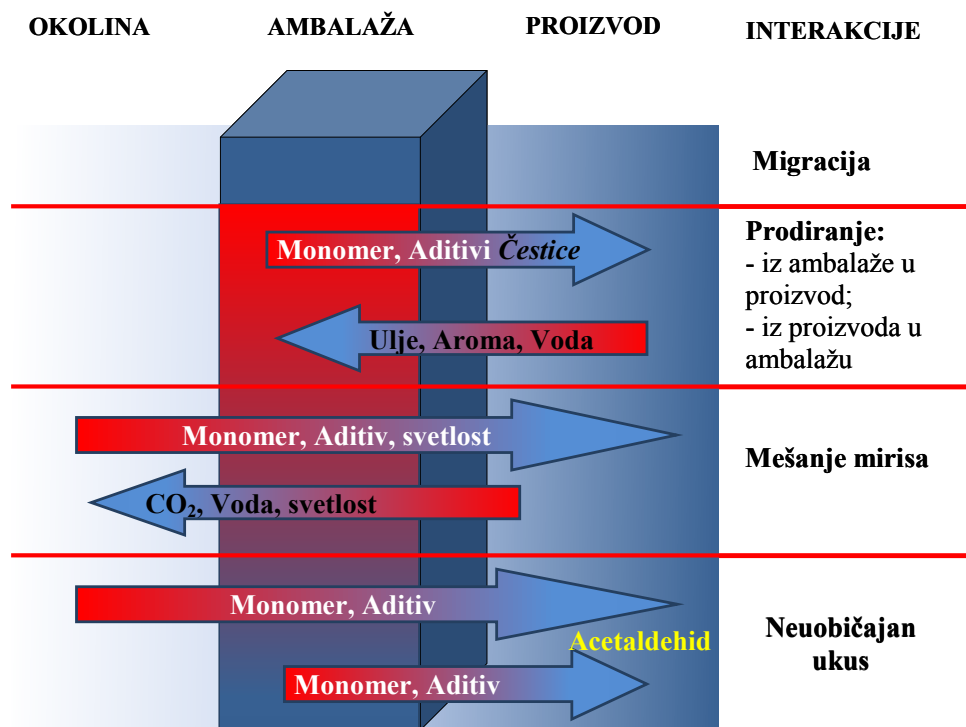 OKOLINA AMBALAŽA PROIZVOD INTERAKCIJE
Migracija
Monomer, Aditivi Čestice
Ulje, Aroma, Voda
Prodiranje:
- iz ambalaže u
proizvod;
- iz proizvoda u
ambalažu
Monomer, Aditiv, svetlost
CO₂, Voda, svetlost
Mešanje mirisa
Monomer, Aditiv
Acetaldehid
Monomer, Aditiv
Neuobičajan
ukus